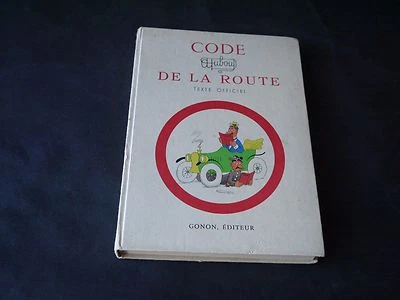 CODE
Dubout
DE LA ROUTE
TEXTE OFFICIEL
GONON, ÉDITEUR